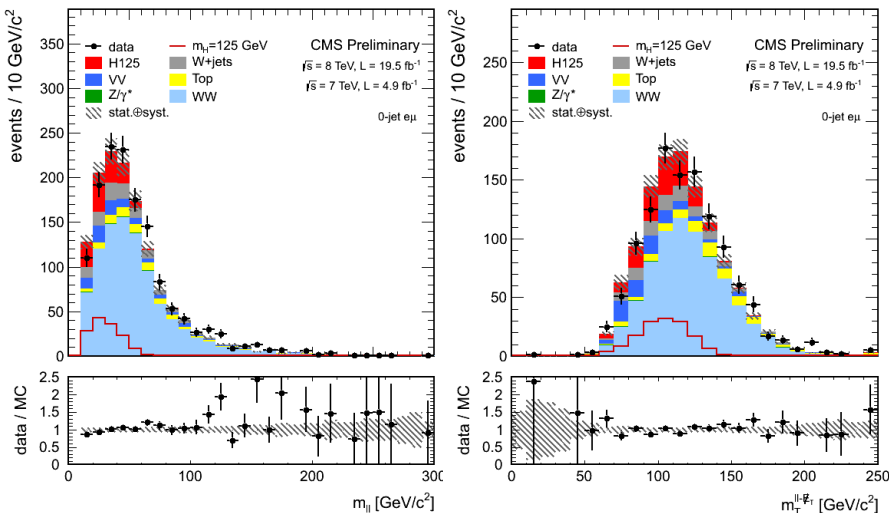 events / 10 GeV/c²
350
300
250
200
150
100
50
0
data
H125
VV
Z/γ*
stat.⊕syst.
m_H=125 GeV
W+jets
Top
WW
CMS Preliminary
√s = 8 TeV, L = 19.5 fb⁻¹
√s = 7 TeV, L = 4.9 fb⁻¹
0-jet eμ
data / MC
2.5
2
1.5
1
0.5
0
0 100 200 300
m_ll [GeV/c²]
events / 10 GeV/c²
250
200
150
100
50
0
data
H125
VV
Z/γ*
stat.⊕syst.
m_H=125 GeV
W+jets
Top
WW
CMS Preliminary
√s = 8 TeV, L = 19.5 fb⁻¹
√s = 7 TeV, L = 4.9 fb⁻¹
0-jet eμ
data / MC
2.5
2
1.5
1
0.5
0
0 50 100 150 200 250
m_T^{ll-E̸_T} [GeV/c²]